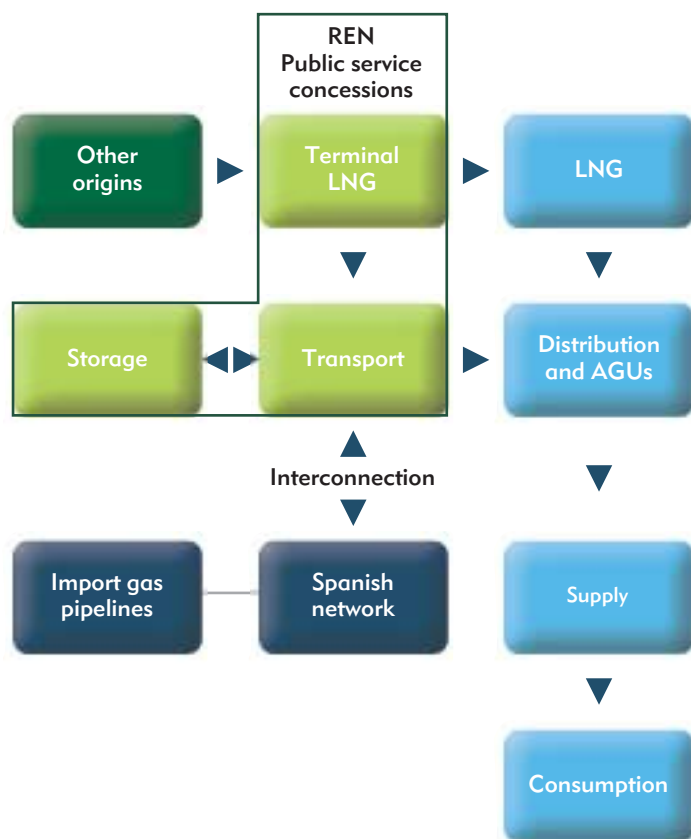 REN
Public service
concessions
Other
origins
Terminal
LNG
LNG
Storage
Transport
Distribution
and AGUs
Interconnection
Import gas
pipelines
Spanish
network
Supply
Consumption